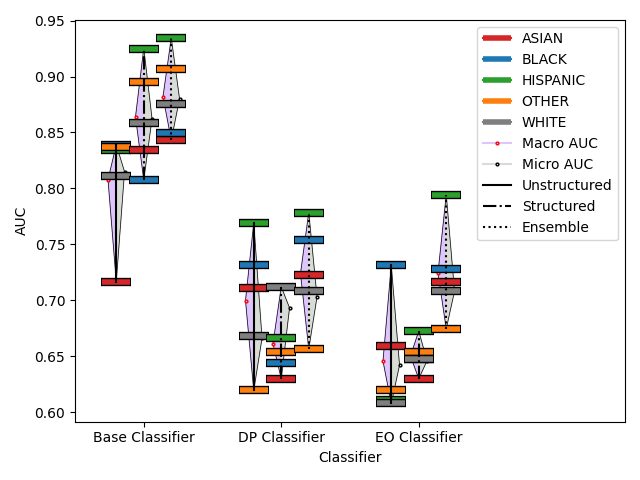 0.95
0.90
0.85
0.80
0.75
0.70
0.65
0.60
AUC
Base Classifier
DP Classifier
EO Classifier
Classifier
ASIAN
BLACK
HISPANIC
OTHER
WHITE
Macro AUC
Micro AUC
Unstructured
Structured
Ensemble